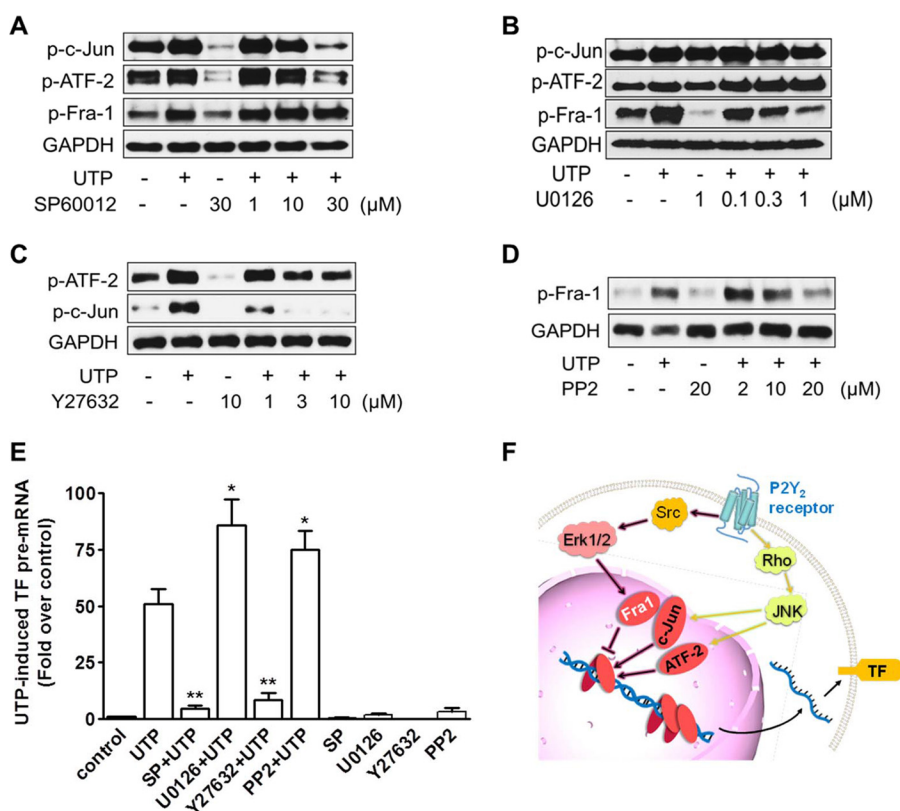 A
p-c-Jun
p-ATF-2
p-Fra-1
GAPDH
UTP - + - + + +
SP60012 - - 30 1 10 30 (µM)
B
p-c-Jun
p-ATF-2
p-Fra-1
GAPDH
UTP - + - + + +
U0126 - - 1 0.1 0.3 1 (µM)
C
p-ATF-2
p-c-Jun
GAPDH
UTP - + - + + +
Y27632 - - 10 1 3 10 (µM)
D
p-Fra-1
GAPDH
UTP - + - + + +
PP2 - - 20 2 10 20 (µM)
E
UTP-induced TF pre-mRNA
(Fold over control)
100
75
50
25
0
*
*
**
**
control
UTP
SP+UTP
U0126+UTP
Y27632+UTP
PP2+UTP
SP
U0126
Y27632
PP2
F
P2Y₂
receptor
Src
Erk1/2
Rho
JNK
Fra1
c-Jun
ATF-2
TF